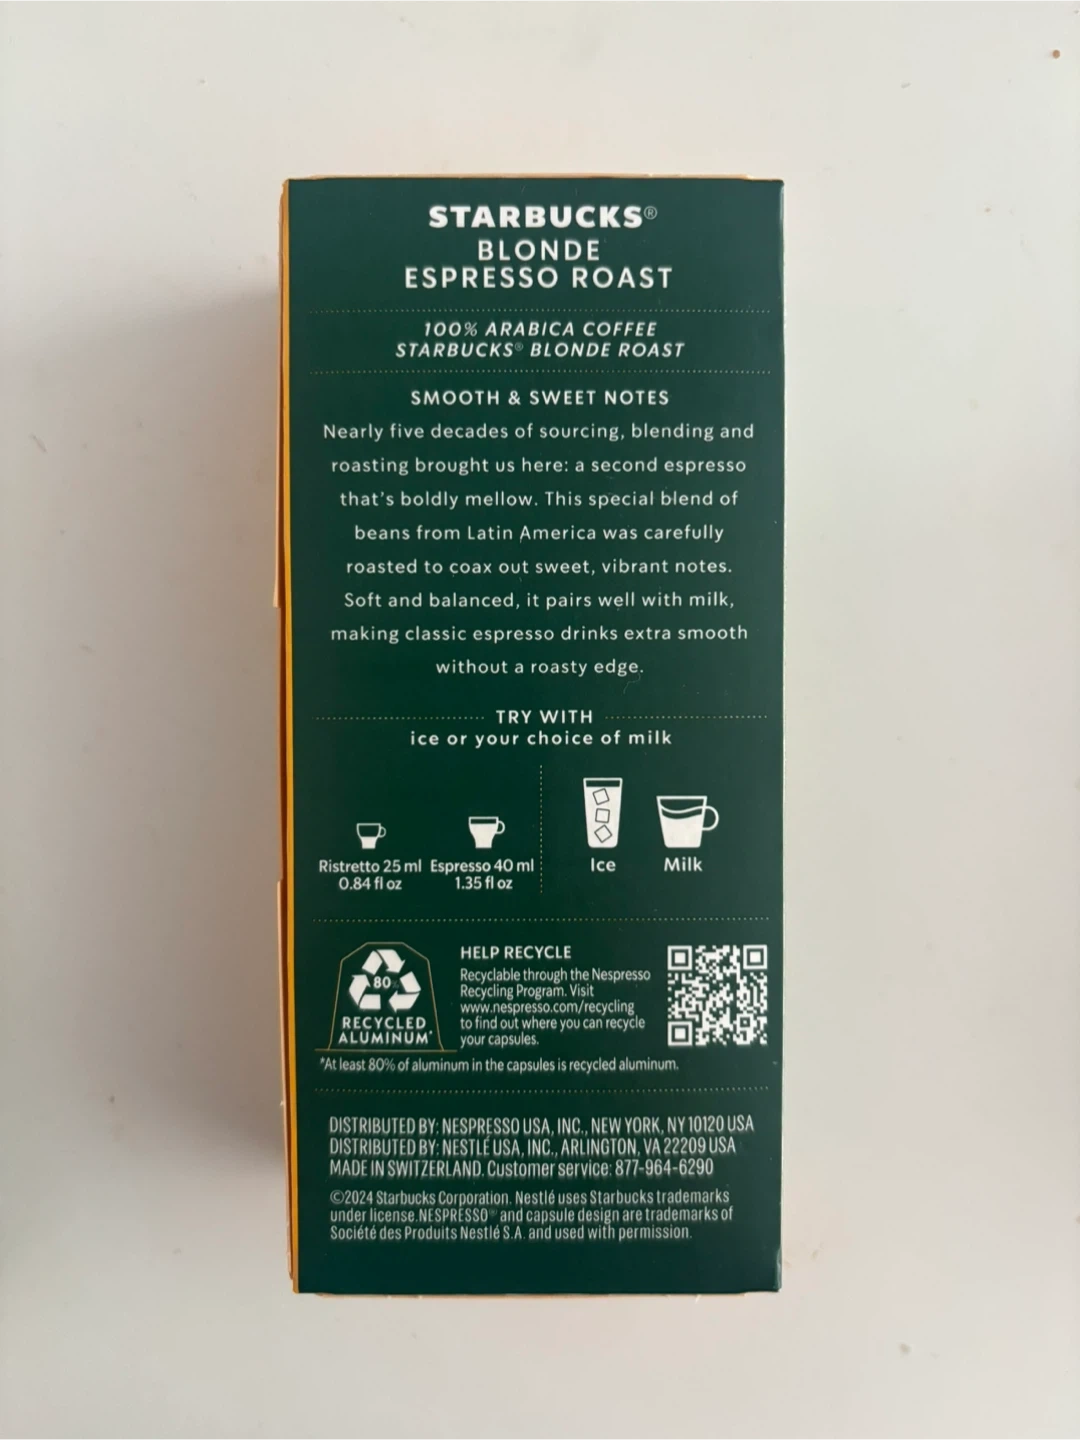 STARBUCKS®
BLONDE
ESPRESSO ROAST
100% ARABICA COFFEE
STARBUCKS® BLONDE ROAST
SMOOTH & SWEET NOTES
Nearly five decades of sourcing, blending and
roasting brought us here: a second espresso
that's boldly mellow. This special blend of
beans from Latin America was carefully
roasted to coax out sweet, vibrant notes.
Soft and balanced, it pairs well with milk,
making classic espresso drinks extra smooth
without a roasty edge.
TRY WITH
ice or your choice of milk
Ristretto 25 ml
0.84 fl oz
Espresso 40 ml
1.35 fl oz
Ice
Milk
80%
RECYCLED
ALUMINUM*
HELP RECYCLE
Recyclable through the Nespresso
Recycling Program. Visit
www.nespresso.com/recycling
to find out where you can recycle
your capsules.
*At least 80% of aluminum in the capsules is recycled aluminum.
DISTRIBUTED BY: NESPRESSO USA, INC., NEW YORK, NY 10120 USA
DISTRIBUTED BY: NESTLÉ USA, INC., ARLINGTON, VA 22209 USA
MADE IN SWITZERLAND. Customer service: 877-964-6290
©2024 Starbucks Corporation. Nestlé uses Starbucks trademarks
under license.NESPRESSO® and capsule design are trademarks of
Société des Produits Nestlé S.A. and used with permission.